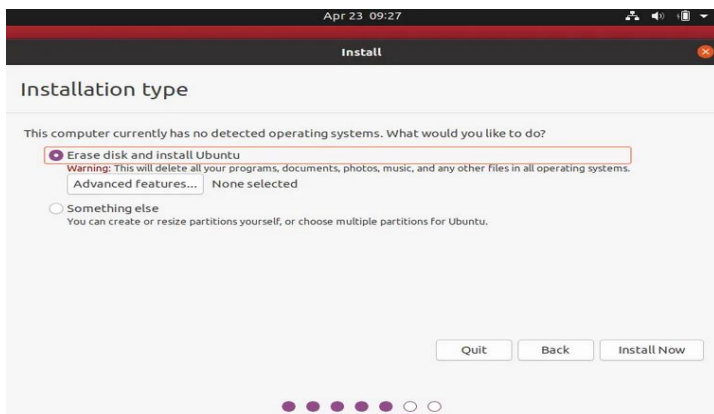 Apr 23 09:27
Install
Installation type
This computer currently has no detected operating systems. What would you like to do?
Erase disk and install Ubuntu
Warning: This will delete all your programs, documents, photos, music, and any other files in all operating systems.
Advanced features... None selected
Something else
You can create or resize partitions yourself, or choose multiple partitions for Ubuntu.
Quit Back Install Now